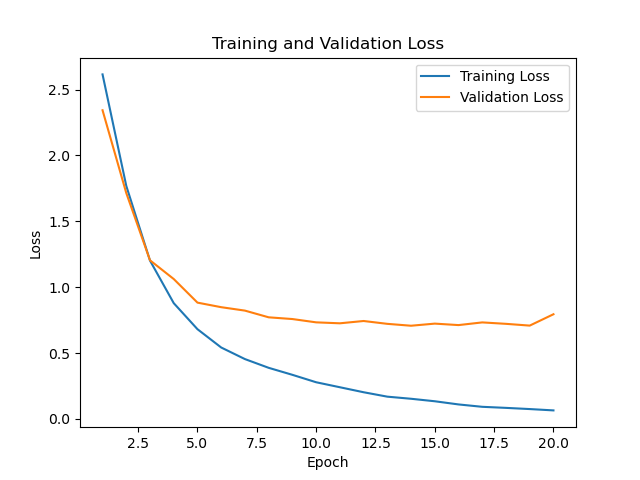 Training and Validation Loss
Training Loss
Validation Loss
Loss
2.5
2.0
1.5
1.0
0.5
0.0
2.5 5.0 7.5 10.0 12.5 15.0 17.5 20.0
Epoch